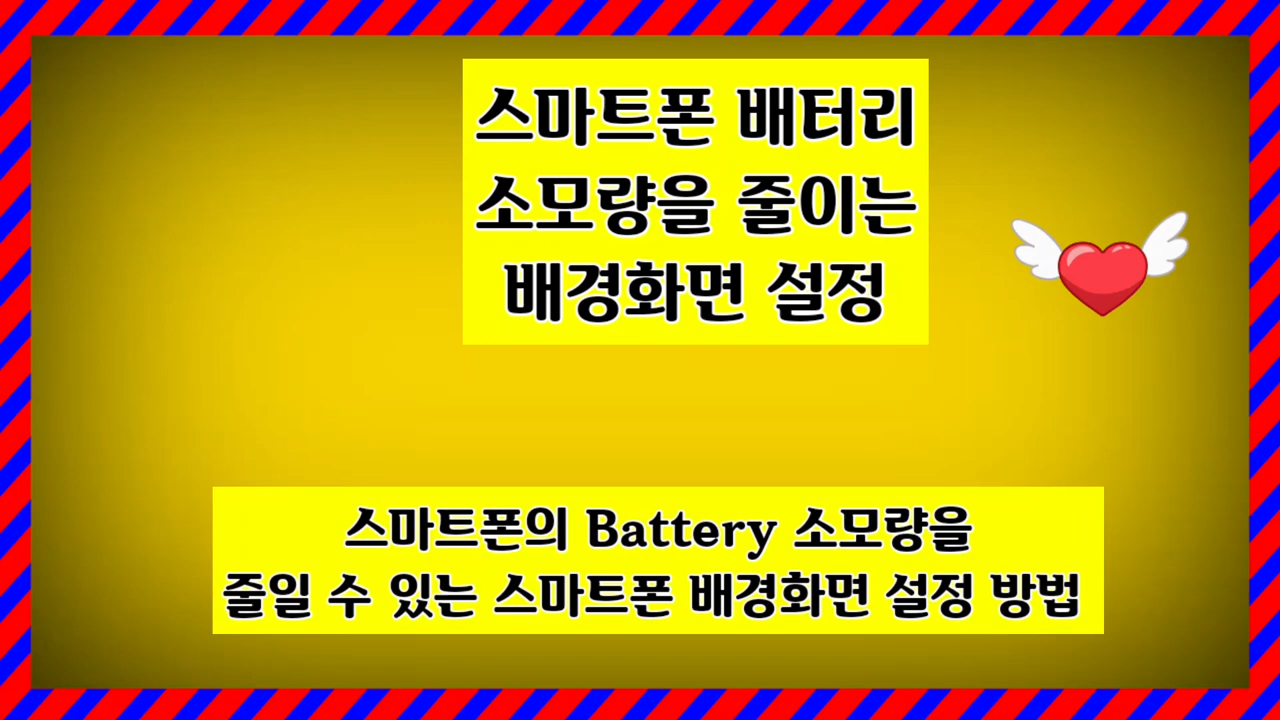 스마트폰 배터리
소모량을 줄이는
배경화면 설정
스마트폰의 Battery 소모량을
줄일 수 있는 스마트폰 배경화면 설정 방법